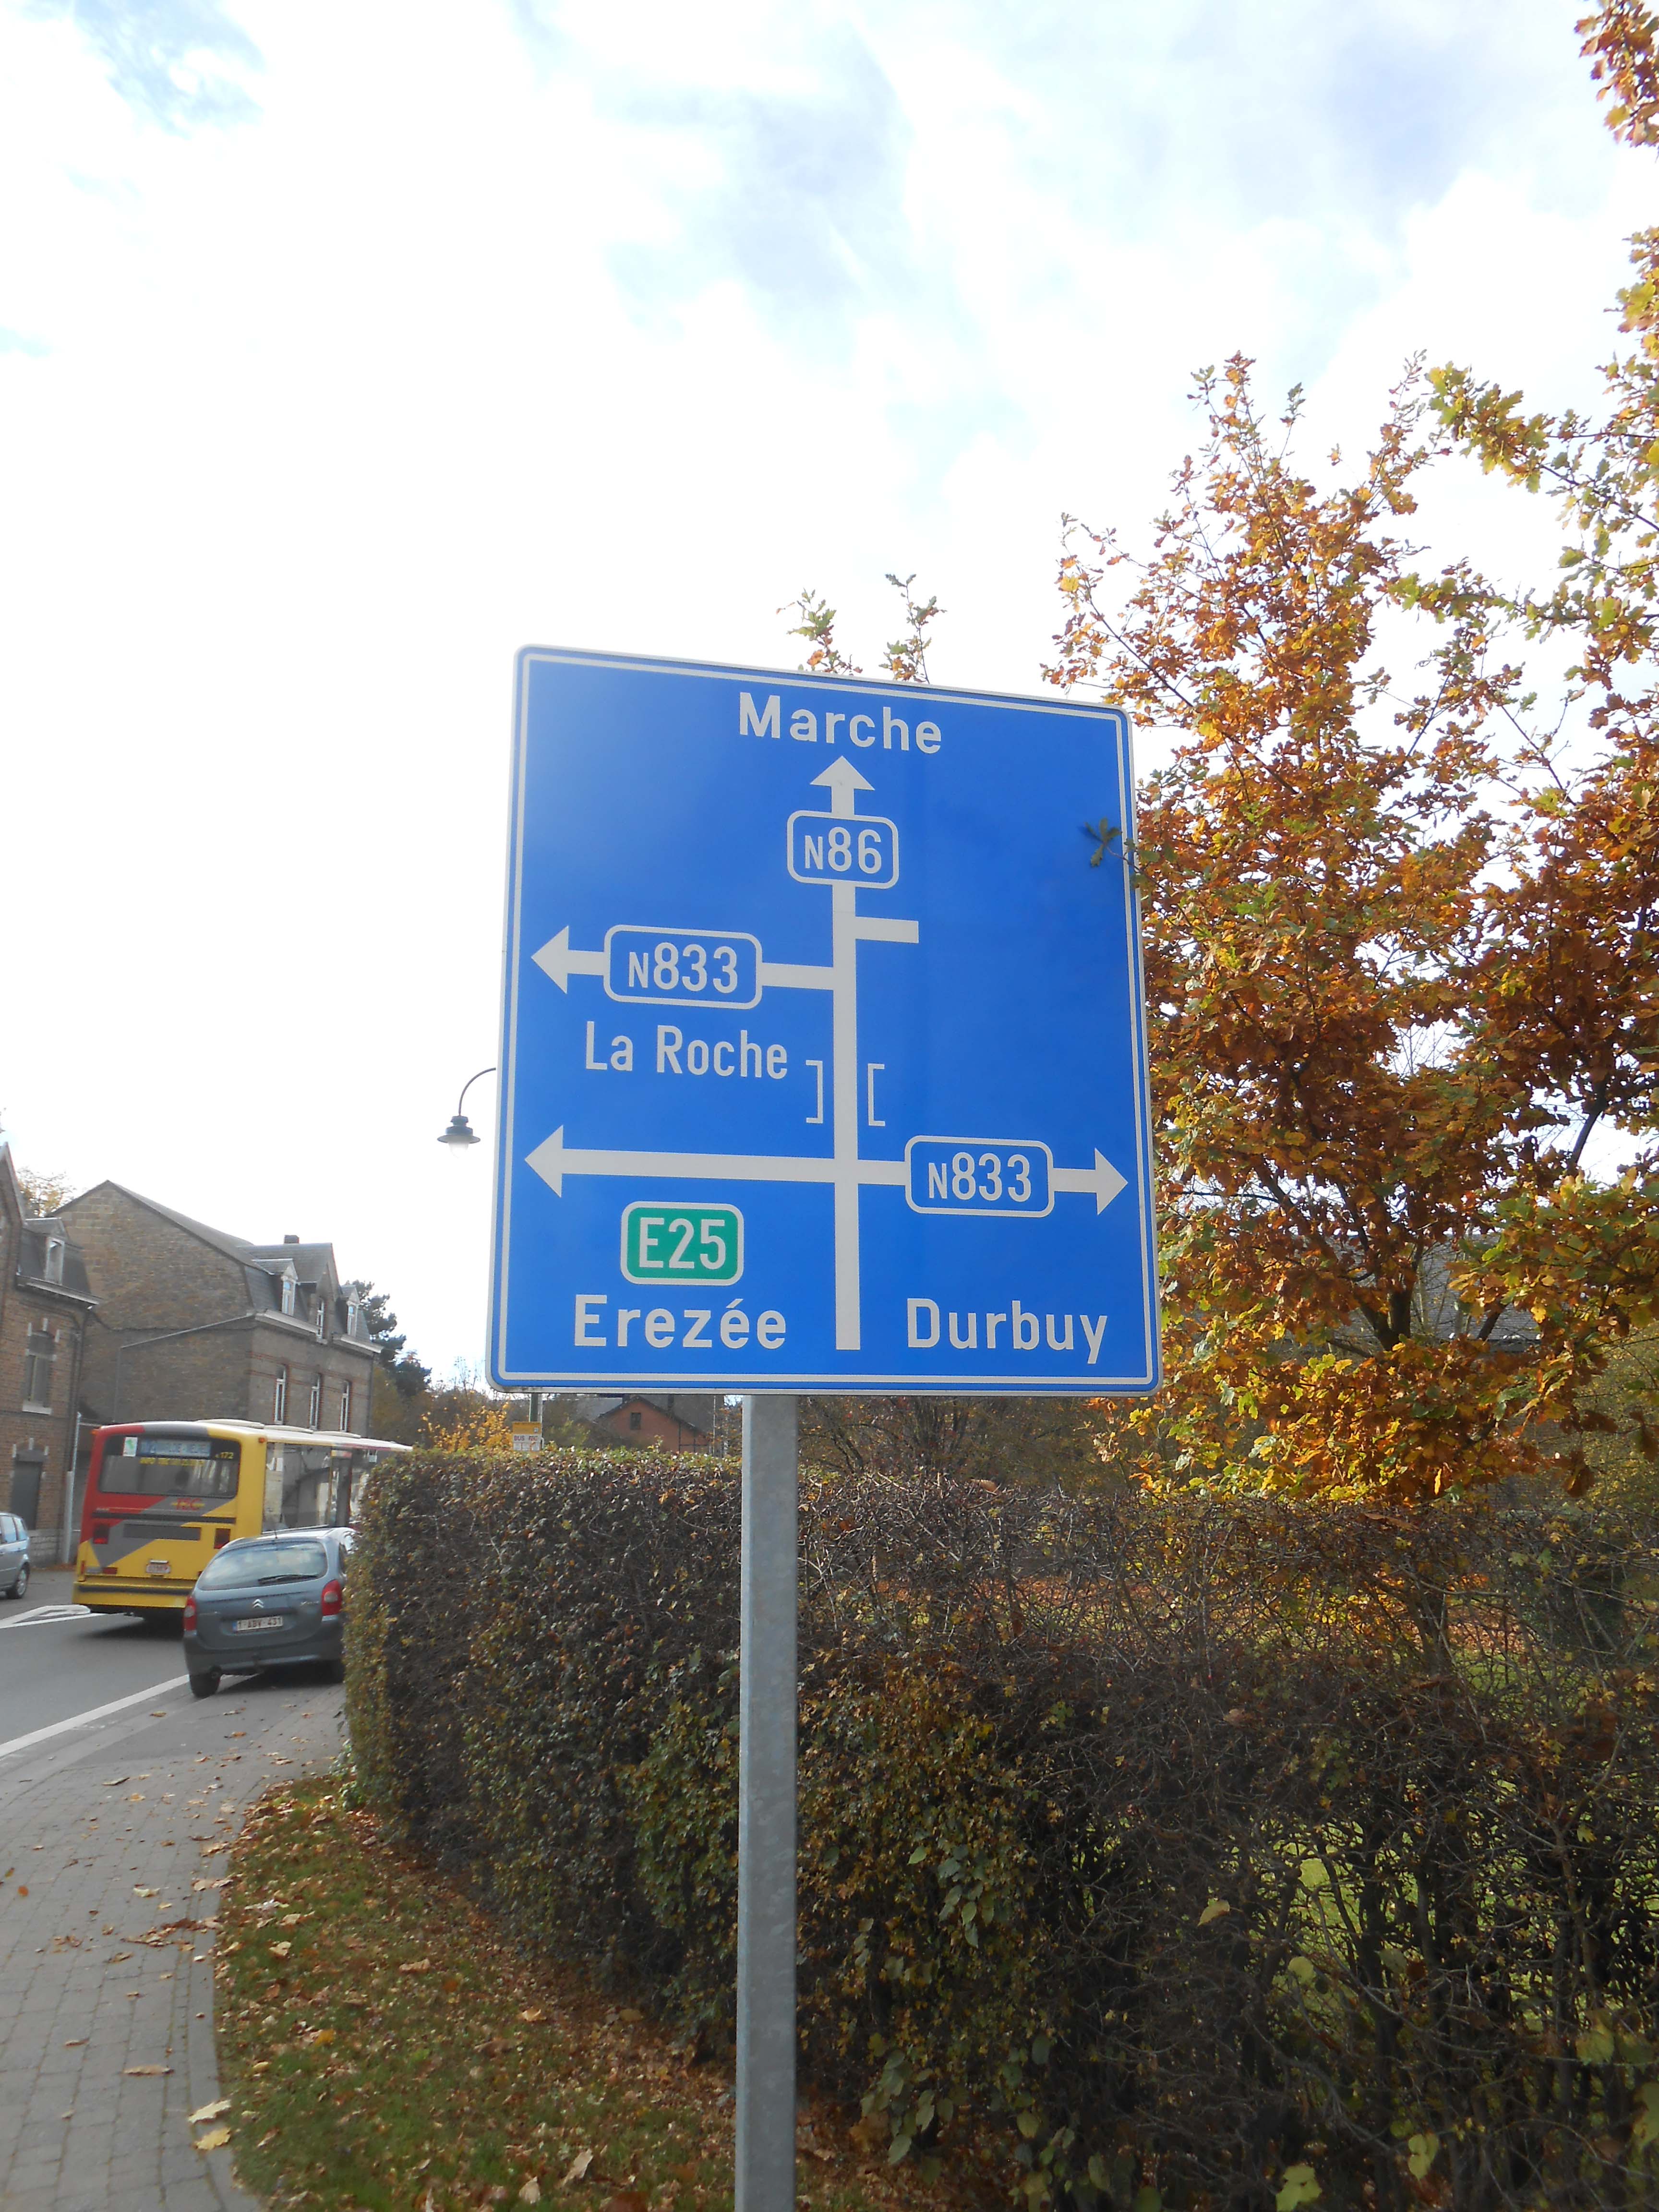 Marche
N86
N833
La Roche
N833
E25
Erezée
Durbuy